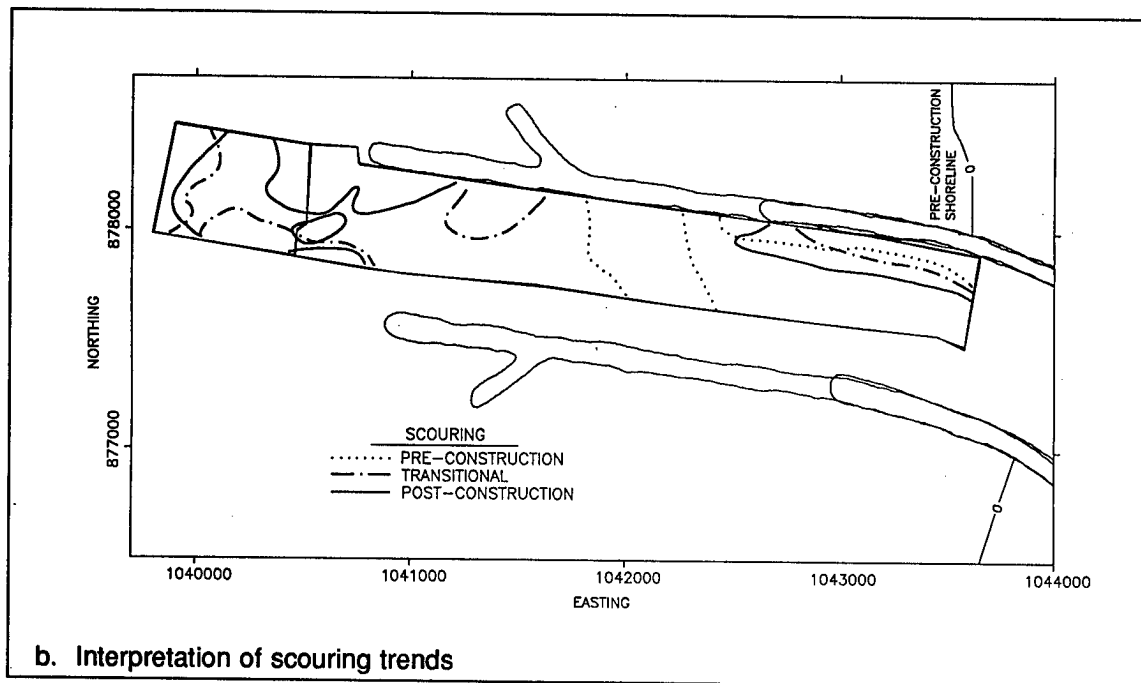 PRE-CONSTRUCTION
SHORELINE
0
878000
NORTHING
877000
SCOURING
PRE-CONSTRUCTION
TRANSITIONAL
POST-CONSTRUCTION
0
1040000
1041000
1042000
1043000
1044000
EASTING
b. Interpretation of scouring trends